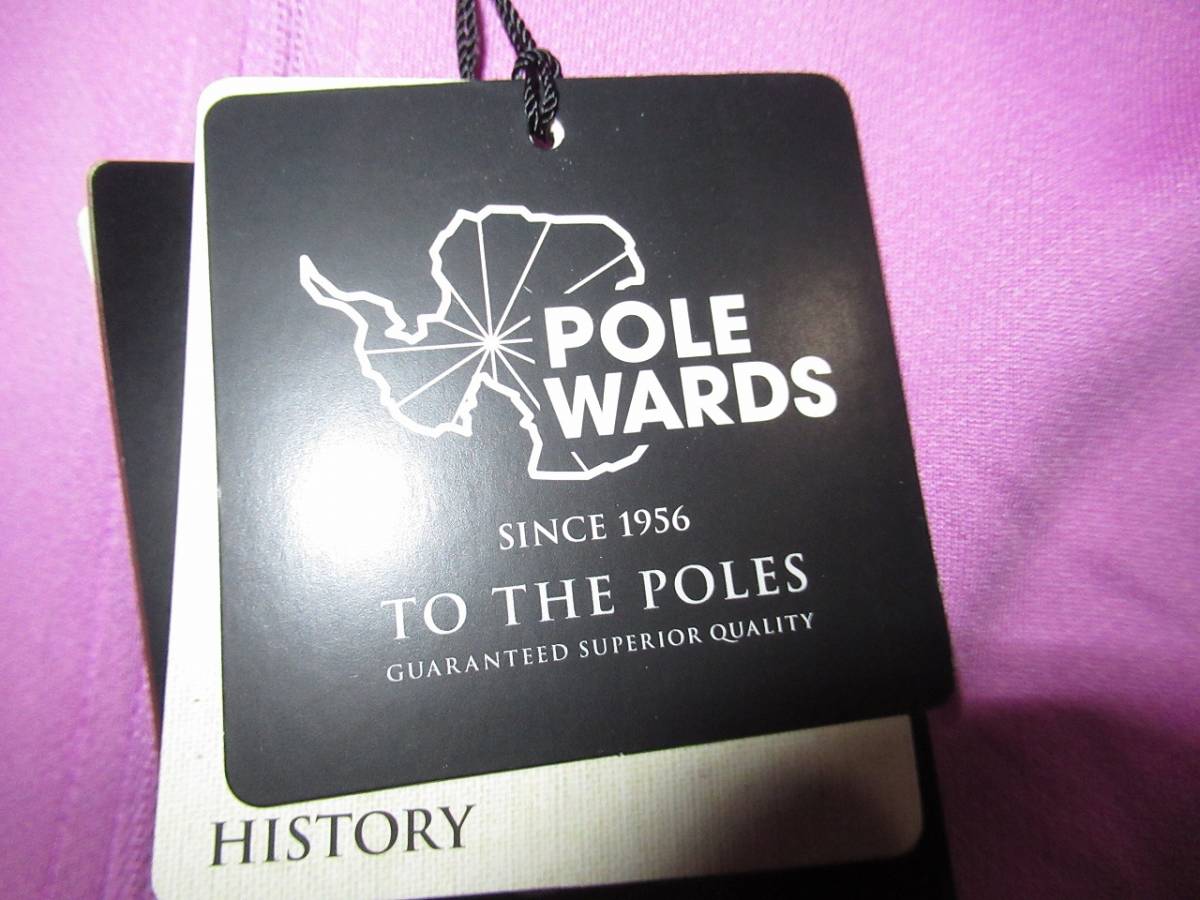 POLE
WARDS
SINCE 1956
TO THE POLES
GUARANTEED SUPERIOR QUALITY
HISTORY